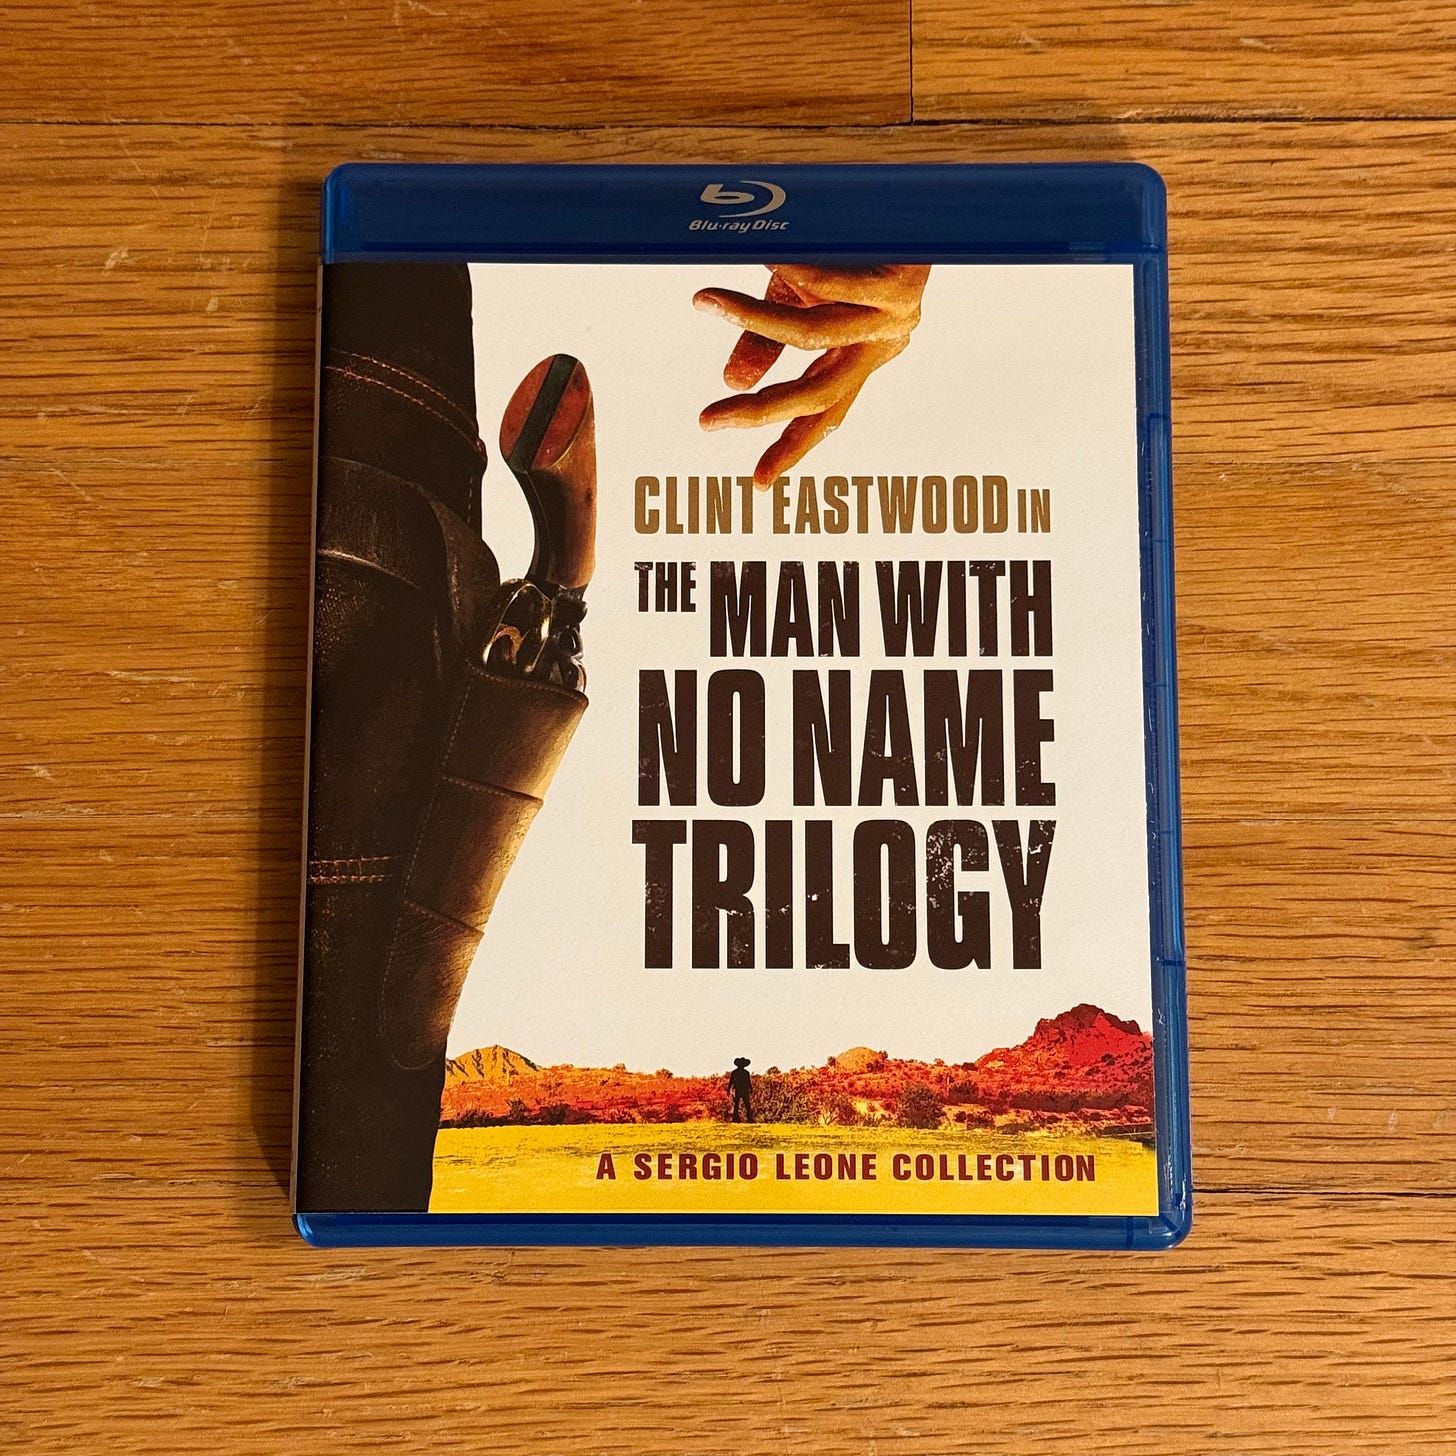 Blu-ray Disc
CLINT EASTWOOD IN
THE MAN WITH
NO NAME
TRILOGY
A SERGIO LEONE COLLECTION